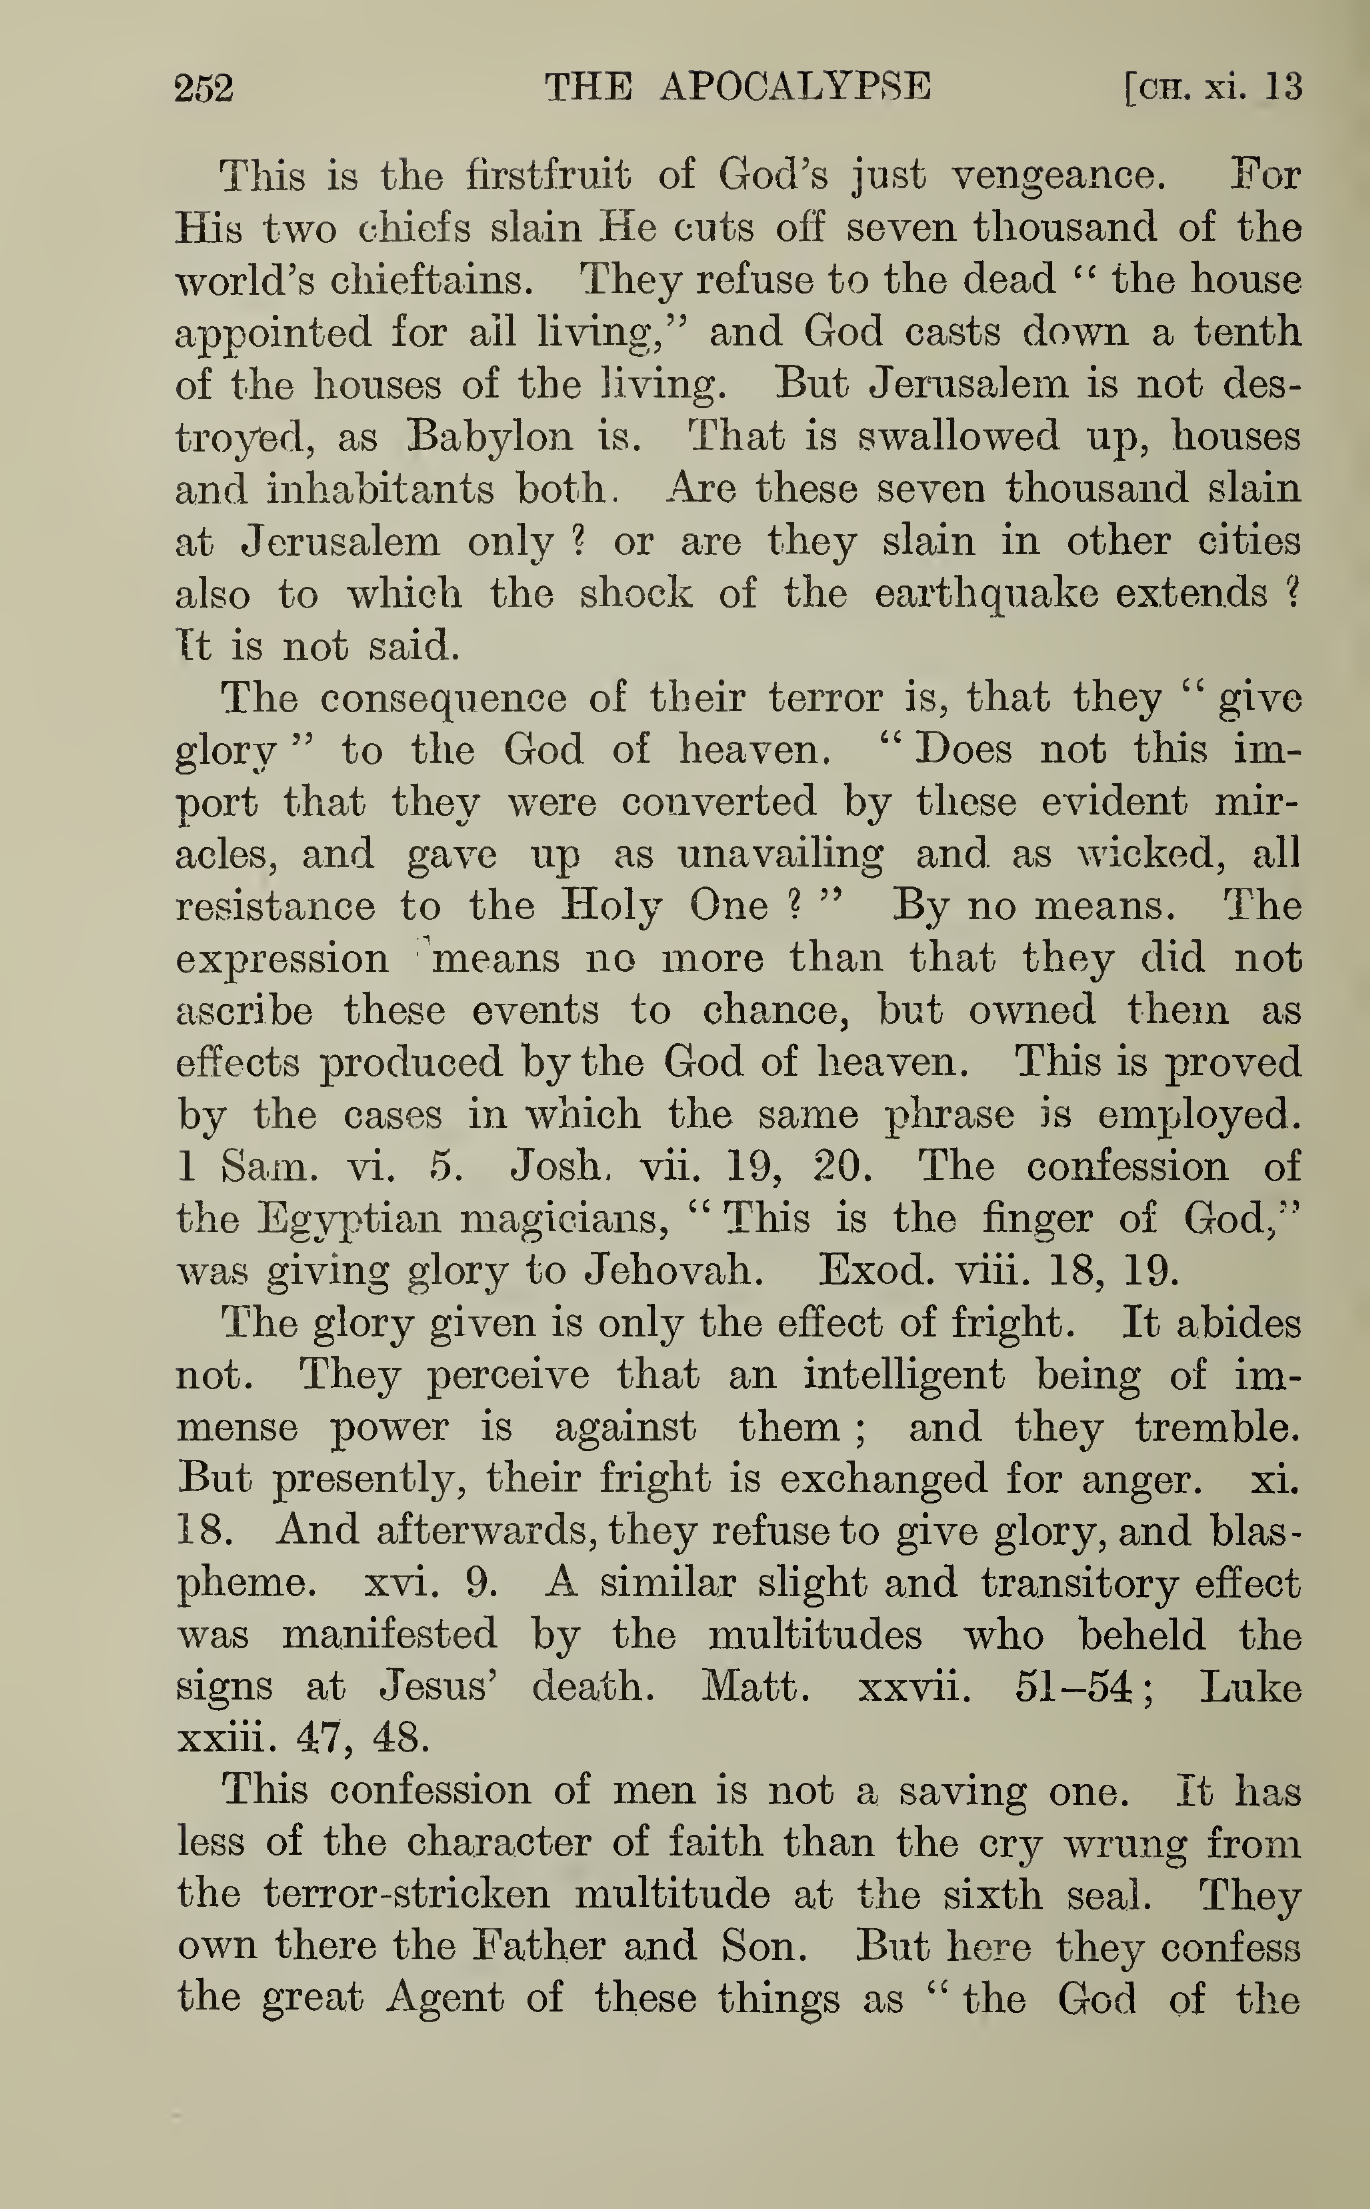 252 THE APOCALYPSE [CH. xi. 13
This is the firstfruit of God's just vengeance. For
His two chiefs slain He cuts off seven thousand of the
world's chieftains. They refuse to the dead “ the house
appointed for all living,” and God casts down a tenth
of the houses of the living. But Jerusalem is not des-
troyed, as Babylon is. That is swallowed up, houses
and inhabitants both. Are these seven thousand slain
at Jerusalem only ? or are they slain in other cities
also to which the shock of the earthquake extends ?
It is not said.
The consequence of their terror is, that they “ give
glory ” to the God of heaven. “ Does not this im-
port that they were converted by these evident mir-
acles, and gave up as unavailing and as wicked, all
resistance to the Holy One ? ” By no means. The
expression means no more than that they did not
ascribe these events to chance, but owned them as
effects produced by the God of heaven. This is proved
by the cases in which the same phrase is employed.
1 Sam. vi. 5. Josh. vii. 19, 20. The confession of
the Egyptian magicians, “ This is the finger of God,”
was giving glory to Jehovah. Exod. viii. 18, 19.
The glory given is only the effect of fright. It abides
not. They perceive that an intelligent being of im-
mense power is against them ; and they tremble.
But presently, their fright is exchanged for anger. xi.
18. And afterwards, they refuse to give glory, and blas-
pheme. xvi. 9. A similar slight and transitory effect
was manifested by the multitudes who beheld the
signs at Jesus’ death. Matt. xxvii. 51–54; Luke
xxiii. 47, 48.
This confession of men is not a saving one. It has
less of the character of faith than the cry wrung from
the terror-stricken multitude at the sixth seal. They
own there the Father and Son. But here they confess
the great Agent of these things as “ the God of the